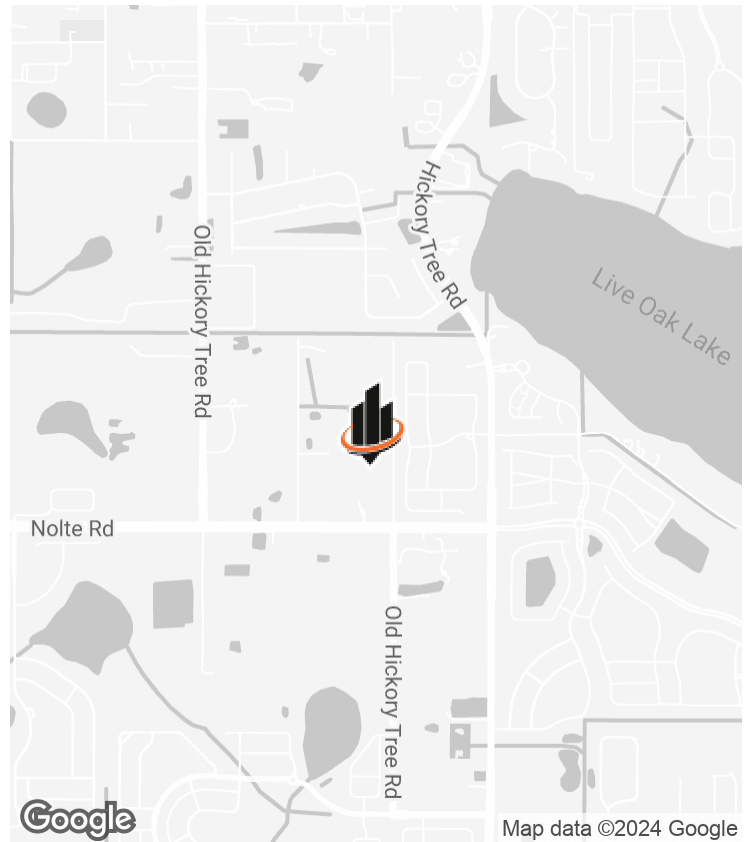 Hickory Tree Rd
Old Hickory Tree Rd
Live Oak Lake
Nolte Rd
Old Hickory Tree Rd
Google
Map data ©2024 Google